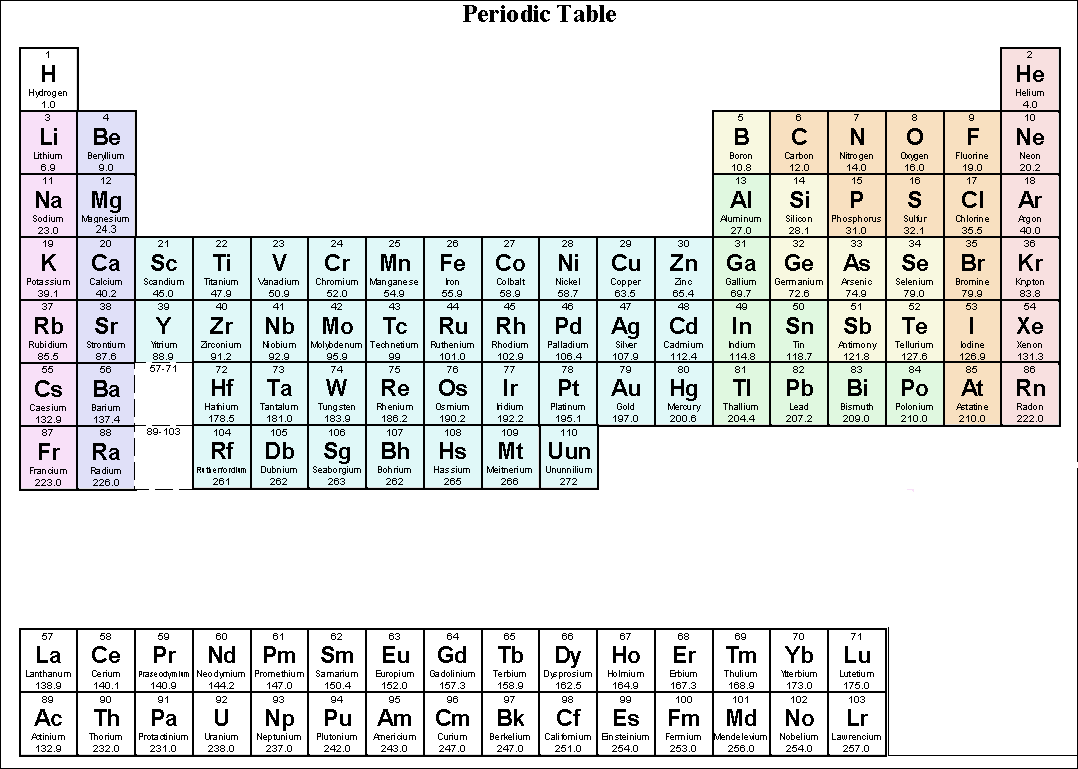 Periodic Table
1 2
H He
Hydrogen Helium
1.0 4.0
3 4 5 6 7 8 9 10
Li Be B C N O F Ne
Lithium Beryllium Boron Carbon Nitrogen Oxygen Fluorine Neon
6.9 9.0 10.8 12.0 14.0 16.0 19.0 20.2
11 12 13 14 15 16 17 18
Na Mg Al Si P S Cl Ar
Sodium Magnesium Aluminum Silicon Phosphorus Sulfur Chlorine Argon
23.0 24.3 27.0 28.1 31.0 32.1 35.5 40.0
19 20 21 22 23 24 25 26 27 28 29 30 31 32 33 34 35 36
K Ca Sc Ti V Cr Mn Fe Co Ni Cu Zn Ga Ge As Se Br Kr
Potassium Calcium Scandium Titanium Vanadium Chromium Manganese Iron Colbalt Nickel Copper Zinc Gallium Germanium Arsenic Selenium Bromine Krypton
39.1 40.2 45.0 47.9 50.9 52.0 54.9 55.9 58.9 58.7 63.5 65.4 69.7 72.6 74.9 79.0 79.9 83.8
37 38 39 40 41 42 43 44 45 46 47 48 49 50 51 52 53 54
Rb Sr Y Zr Nb Mo Tc Ru Rh Pd Ag Cd In Sn Sb Te I Xe
Rubidium Strontium Yttrium Zirconium Niobium Molybdenum Technetium Ruthenium Rhodium Palladium Silver Cadmium Indium Tin Antimony Tellurium Iodine Xenon
85.5 87.6 88.9 91.2 92.9 95.9 99 101.0 102.9 106.4 107.9 112.4 114.8 118.7 121.8 127.6 126.9 131.3
55 56 57-71 72 73 74 75 76 77 78 79 80 81 82 83 84 85 86
Cs Ba Hf Ta W Re Os Ir Pt Au Hg Tl Pb Bi Po At Rn
Caesium Barium Hafnium Tantalum Tungsten Rhenium Osmium Iridium Platinum Gold Mercury Thallium Lead Bismuth Polonium Astatine Radon
132.9 137.4 178.5 181.0 183.9 186.2 190.2 192.2 195.1 197.0 200.6 204.4 207.2 209.0 210.0 210.0 222.0
87 88 89-103 104 105 106 107 108 109 110
Fr Ra Rf Db Sg Bh Hs Mt Uun
Francium Radium Rutherfordium Dubnium Seaborgium Bohrium Hassium Meitnerium Ununnilium
223.0 226.0 261 262 263 262 265 266 272
57 58 59 60 61 62 63 64 65 66 67 68 69 70 71
La Ce Pr Nd Pm Sm Eu Gd Tb Dy Ho Er Tm Yb Lu
Lanthanum Cerium Praseodymium Neodymium Promethium Samarium Europium Gadolinium Terbium Dysprosium Holmium Erbium Thulium Ytterbium Lutetium
138.9 140.1 140.9 144.2 147.0 150.4 152.0 157.3 158.9 162.5 164.9 167.3 168.9 173.0 175.0
89 90 91 92 93 94 95 96 97 98 99 100 101 102 103
Ac Th Pa U Np Pu Am Cm Bk Cf Es Fm Md No Lr
Actinium Thorium Protactinium Uranium Neptunium Plutonium Americium Curium Berkelium Californium Einsteinium Fermium Mendelevium Nobelium Lawrencium
132.9 232.0 231.0 238.0 237.0 242.0 243.0 247.0 247.0 251.0 254.0 253.0 256.0 254.0 257.0